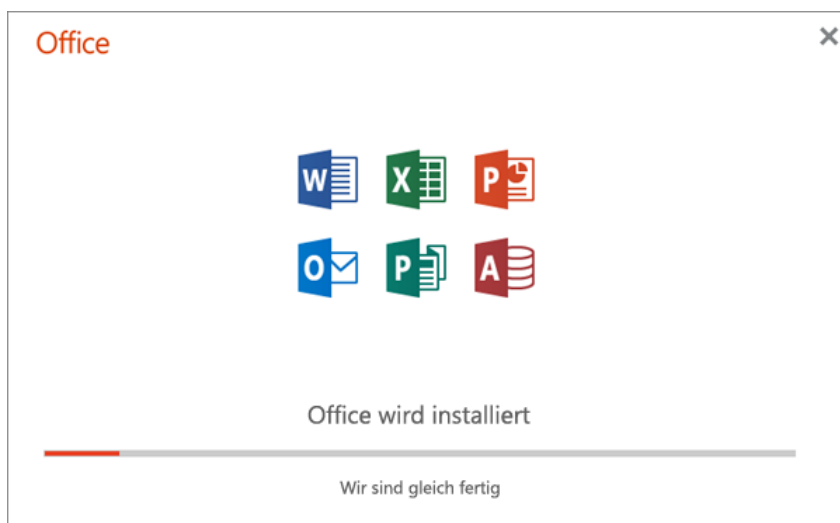 Office
W X P
O P A
Office wird installiert
Wir sind gleich fertig